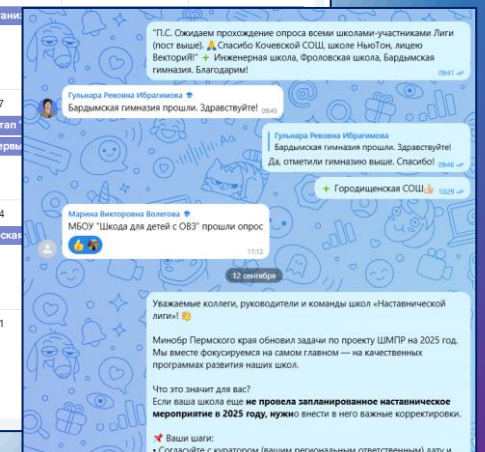 "П.С. Ожидаем прохождение опроса всеми школами-участниками Лиги
(пост выше). 🙏 Спасибо Кочевской СОШ, школе НьюТон, лицею
Векторий!" + Инженерная школа, Фроловская школа, Бардымская
гимназия. Благодарим!
09:41
Гульнара Ревовна Ибрагимова
Бардымская гимназия прошли. Здравствуйте!
09:45
Гульнара Ревовна Ибрагимова
Бардымская гимназия прошли. Здравствуйте!
Да, отметили гимназию выше. Спасибо! 09:46
+ Городищенская СОШ👍 10:29
Марина Викторовна Волегова
МБОУ "Шкода для детей с ОВЗ" прошли опрос
11:12
12 сентября
Уважаемые коллеги, руководители и команды школ «Наставнической
лиги»! 👏
Минобр Пермского края обновил задачи по проекту ШМПР на 2025 год.
Мы вместе фокусируемся на самом главном — на качественных
программах развития наших школ.
Что это значит для вас?
Если ваша школа еще не провела запланированное наставническое
мероприятие в 2025 году, нужно внести в него важные корректировки.
📌 Ваши шаги:
• Согласуйте с куратором (вашим региональным ответственным) дату и